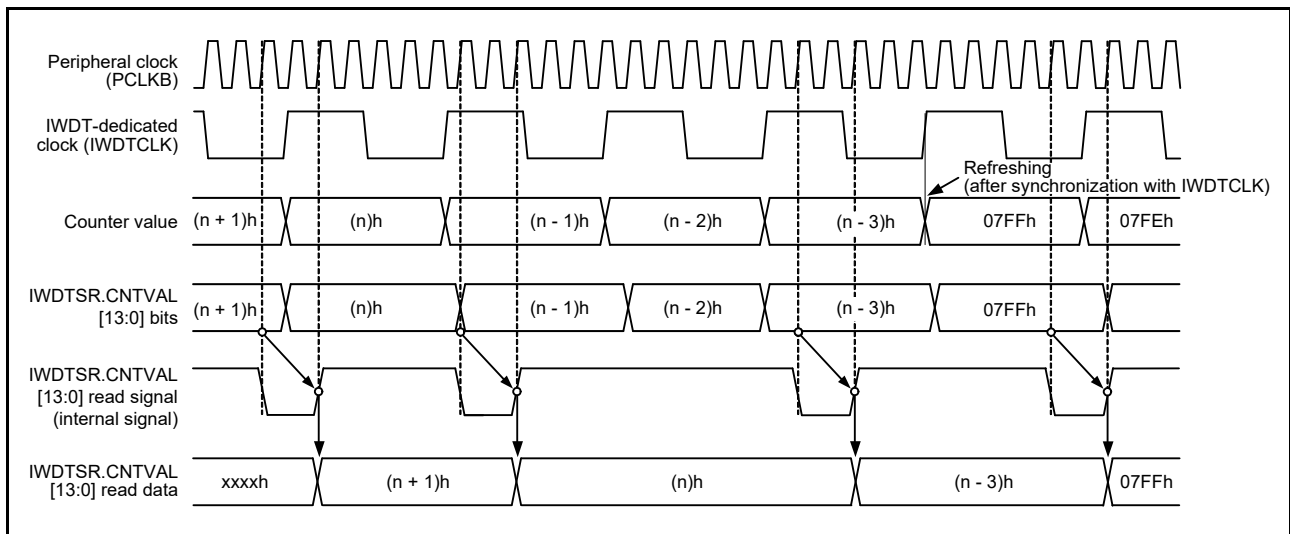 Peripheral clock
(PCLKB)
IWDT-dedicated
clock (IWDTCLK)
Refreshing
(after synchronization with IWDTCLK)
Counter value
(n + 1)h (n)h (n - 1)h (n - 2)h (n - 3)h 07FFh 07FEh
IWDTSR.CNTVAL
[13:0] bits
(n + 1)h (n)h (n - 1)h (n - 2)h (n - 3)h 07FFh
IWDTSR.CNTVAL
[13:0] read signal
(internal signal)
IWDTSR.CNTVAL
[13:0] read data
xxxxh (n + 1)h (n)h (n - 3)h 07FFh